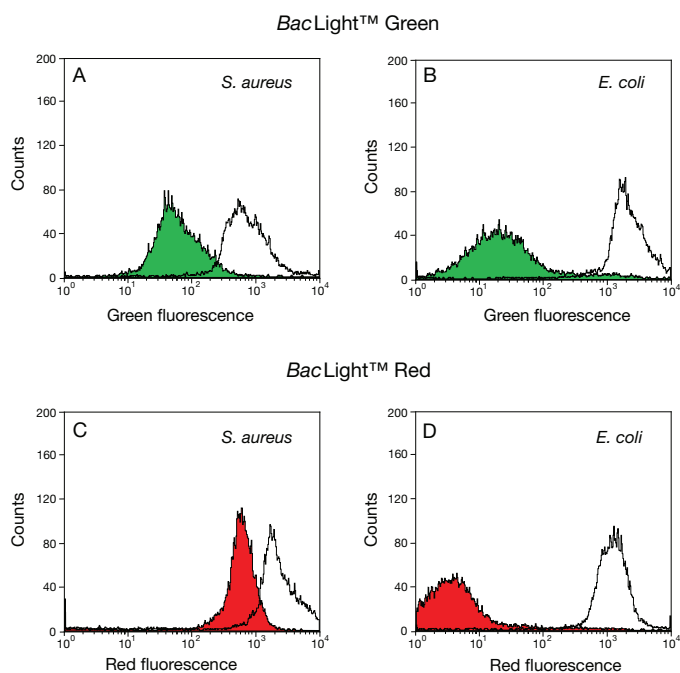 BacLight™ Green
A
S. aureus
200
160
120
80
40
0
Counts
10⁰ 10¹ 10² 10³ 10⁴
Green fluorescence
B
E. coli
200
160
120
80
40
0
Counts
10⁰ 10¹ 10² 10³ 10⁴
Green fluorescence
BacLight™ Red
C
S. aureus
200
160
120
80
40
0
Counts
10⁰ 10¹ 10² 10³ 10⁴
Red fluorescence
D
E. coli
200
160
120
80
40
0
Counts
10⁰ 10¹ 10² 10³ 10⁴
Red fluorescence